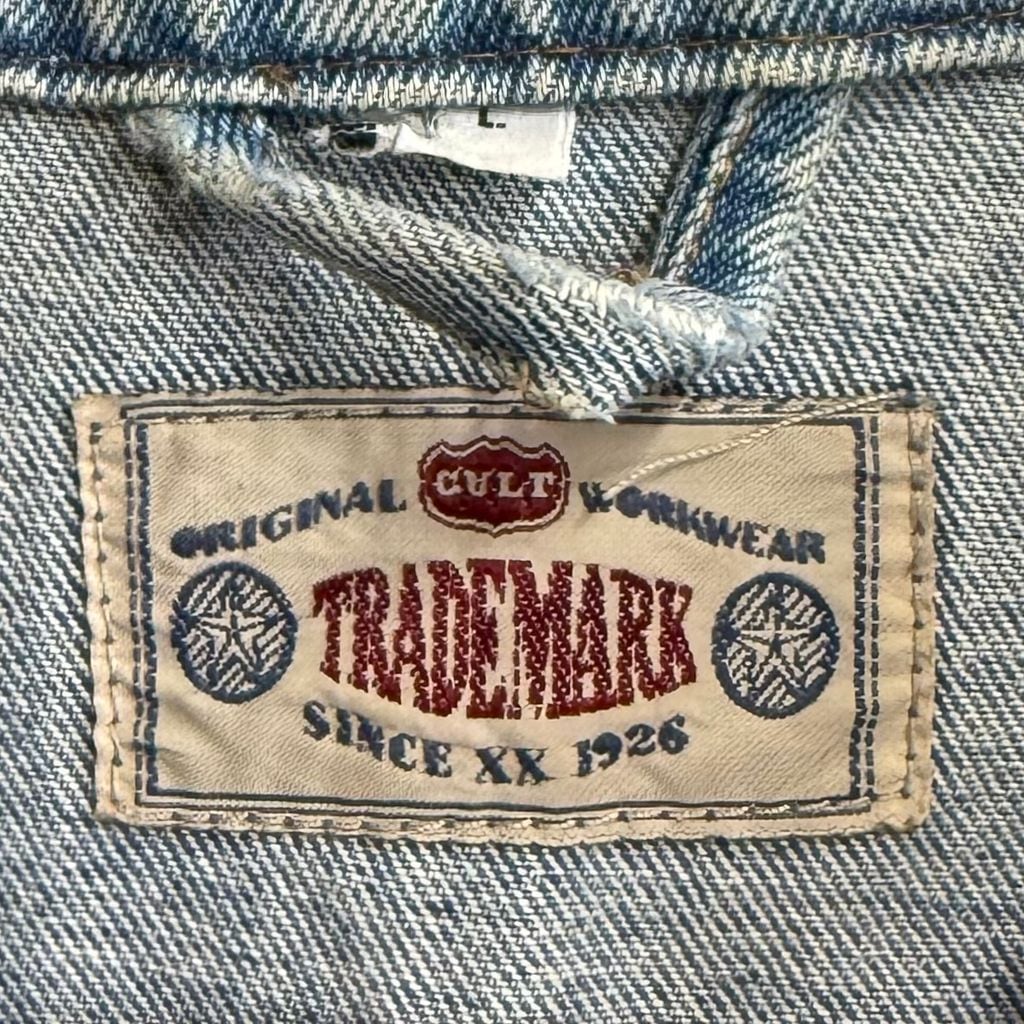 L
CULT
ORIGINAL WORKWEAR
TRADEMARK
SINCE XX 1926